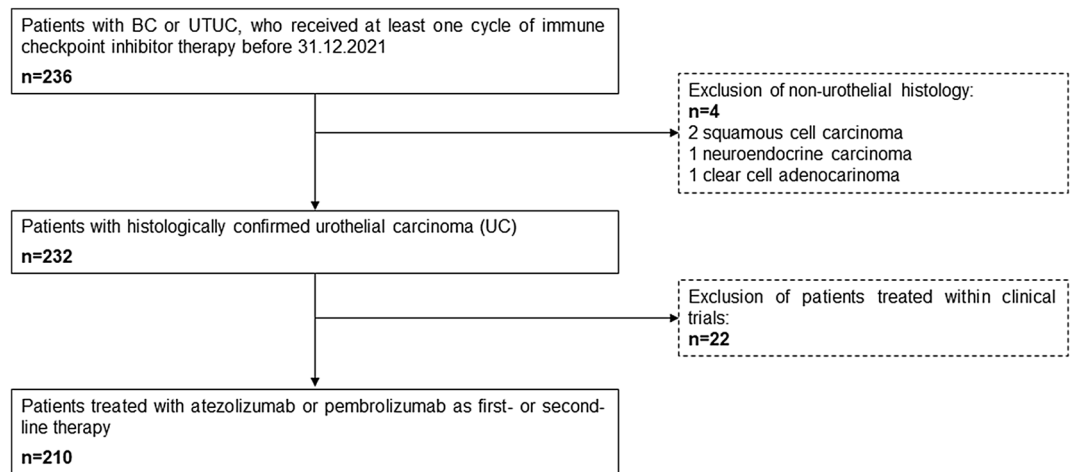 Patients with BC or UTUC, who received at least one cycle of immune
checkpoint inhibitor therapy before 31.12.2021
n=236
Exclusion of non-urothelial histology:
n=4
2 squamous cell carcinoma
1 neuroendocrine carcinoma
1 clear cell adenocarinoma
Patients with histologically confirmed urothelial carcinoma (UC)
n=232
Exclusion of patients treated within clinical
trials:
n=22
Patients treated with atezolizumab or pembrolizumab as first- or second-
line therapy
n=210